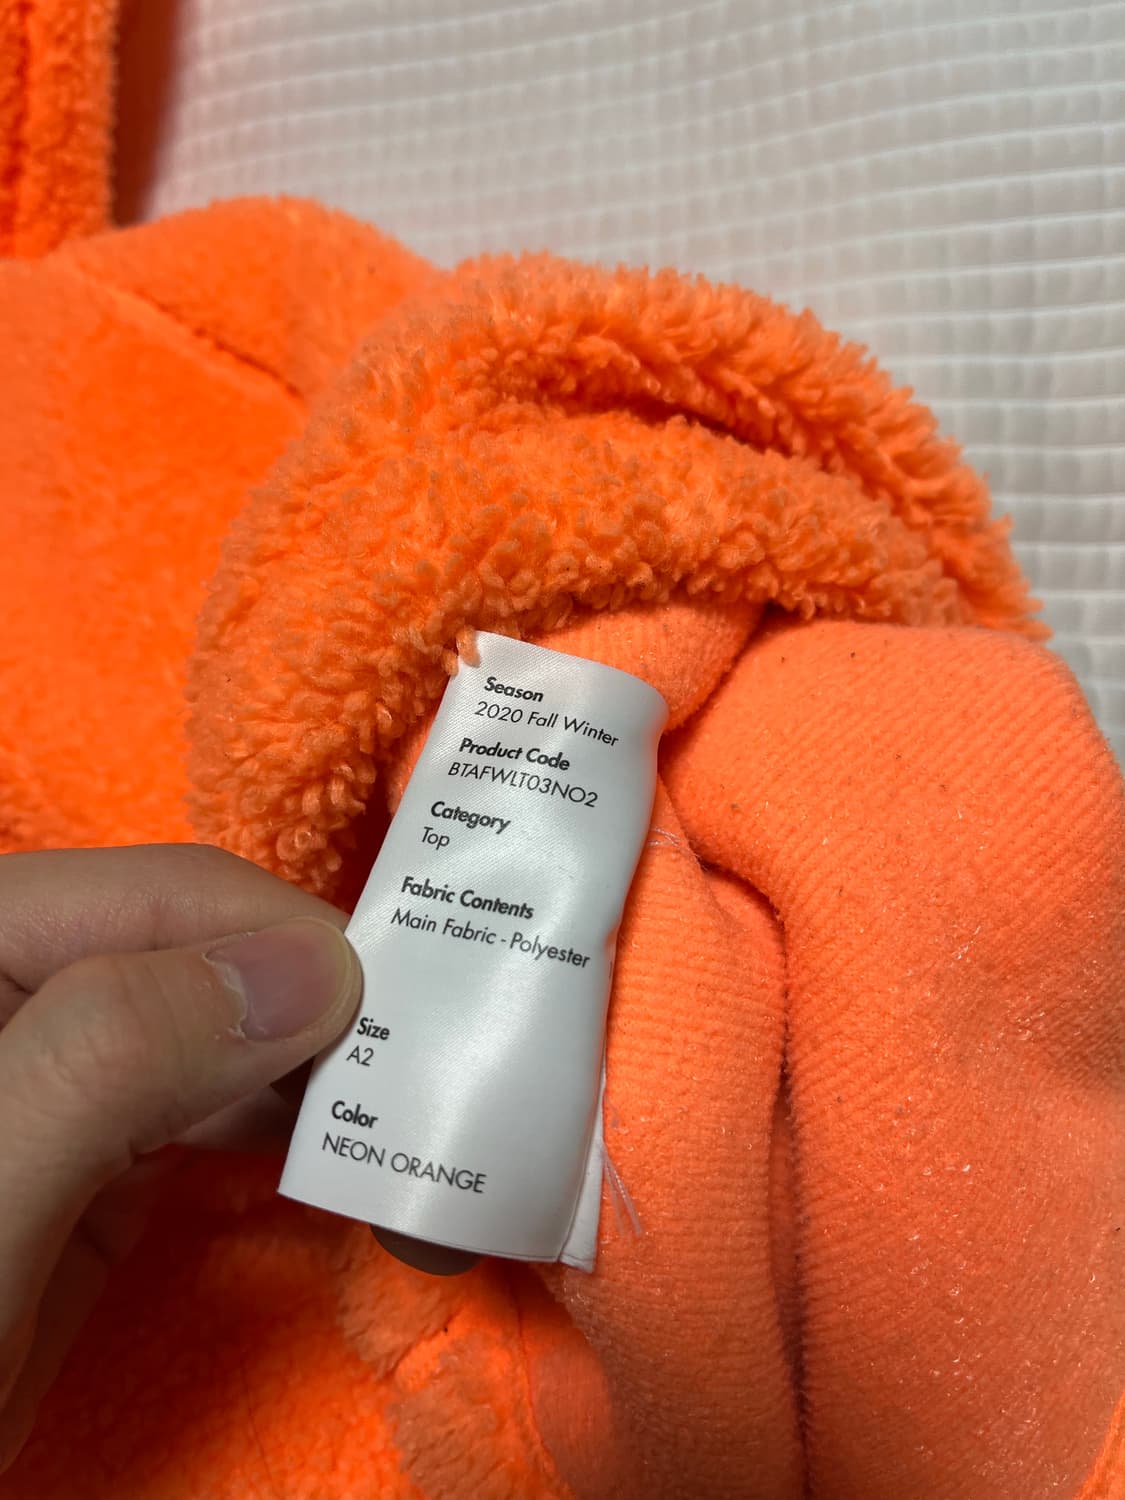 Season
2020 Fall Winter
Product Code
BTAFWLT03NO2
Category
Top
Fabric Contents
Main Fabric - Polyester
Size
A2
Color
NEON ORANGE